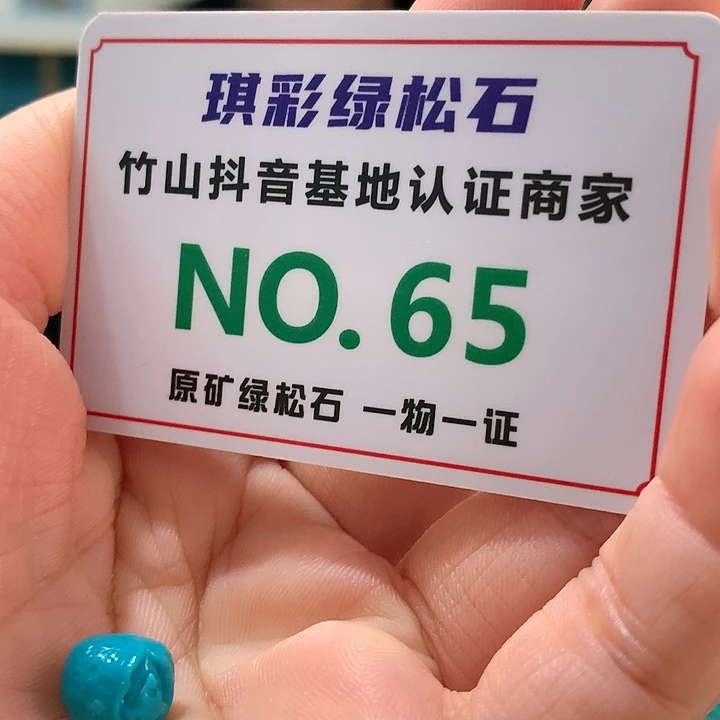 琪彩绿松石
竹山抖音基地认证商家
NO. 65
原矿绿松石 一物一证